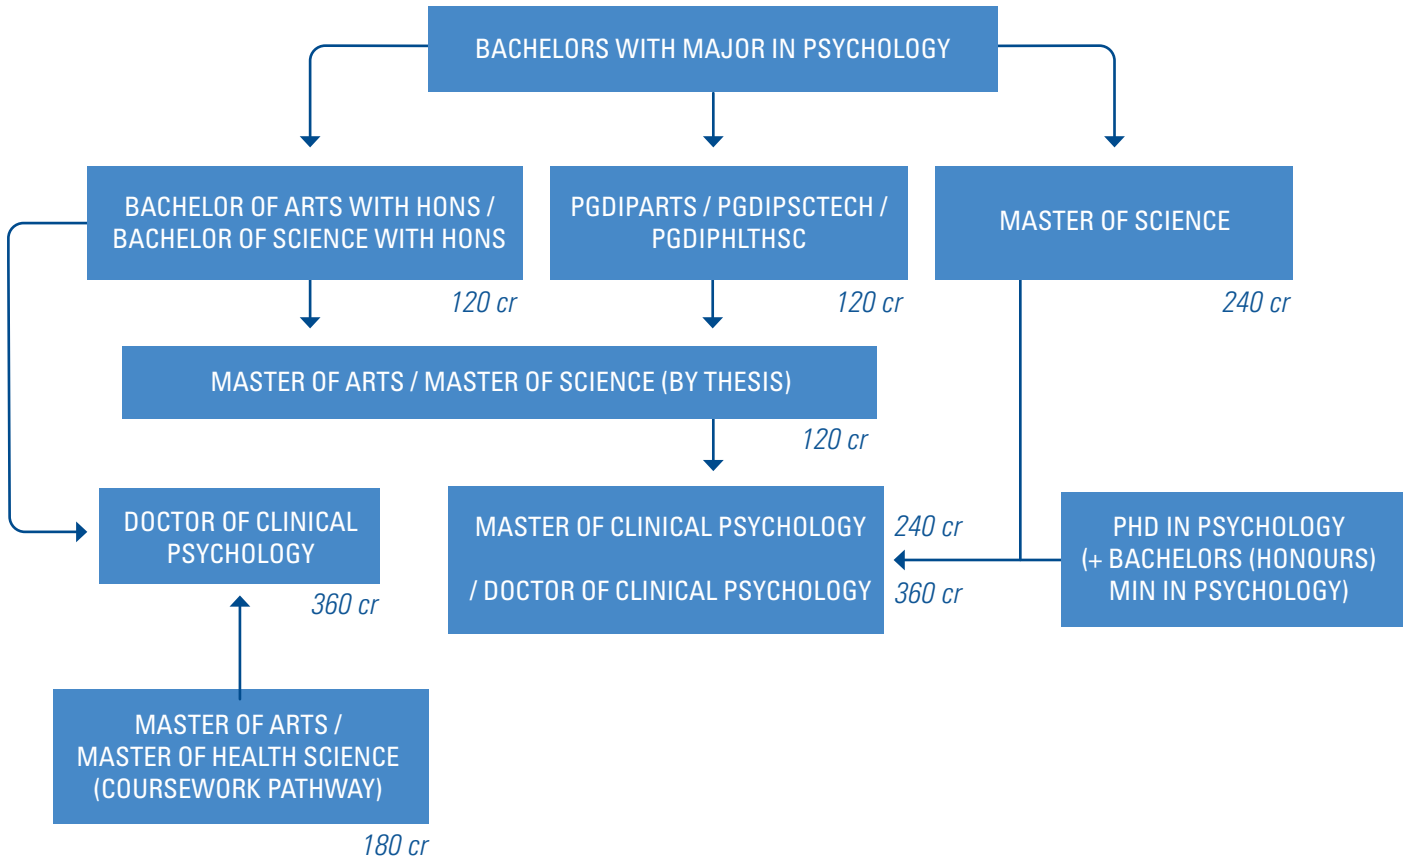 BACHELORS WITH MAJOR IN PSYCHOLOGY
BACHELOR OF ARTS WITH HONS /
BACHELOR OF SCIENCE WITH HONS
120 cr
PGDIPARTS / PGDIPSCTECH /
PGDIPHLTHSC
120 cr
MASTER OF SCIENCE
240 cr
MASTER OF ARTS / MASTER OF SCIENCE (BY THESIS)
120 cr
DOCTOR OF CLINICAL
PSYCHOLOGY
360 cr
MASTER OF CLINICAL PSYCHOLOGY
240 cr
/ DOCTOR OF CLINICAL PSYCHOLOGY
360 cr
PHD IN PSYCHOLOGY
(+ BACHELORS (HONOURS)
MIN IN PSYCHOLOGY)
MASTER OF ARTS /
MASTER OF HEALTH SCIENCE
(COURSEWORK PATHWAY)
180 cr